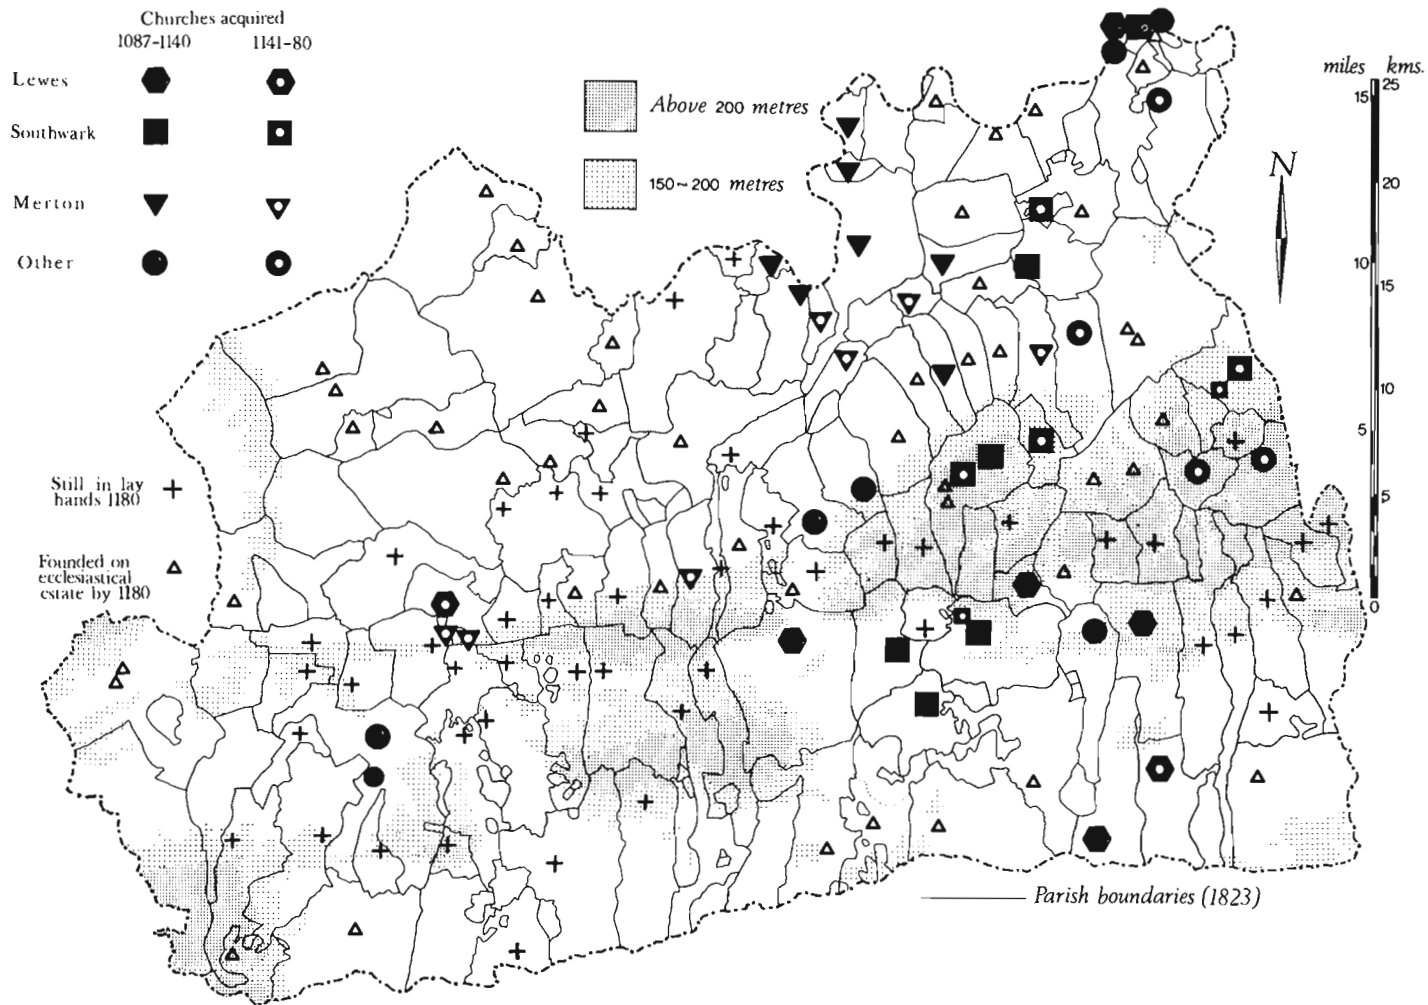 Churches acquired
1087-1140 1141-80
Lewes
Southwark
Merton
Other
Above 200 metres
150~200 metres
miles kms.
15 25
20
10
15
10
5
5
0
N
Still in lay
hands 1180
Founded on
ecclesiastical
estate by 1180
Parish boundaries (1823)